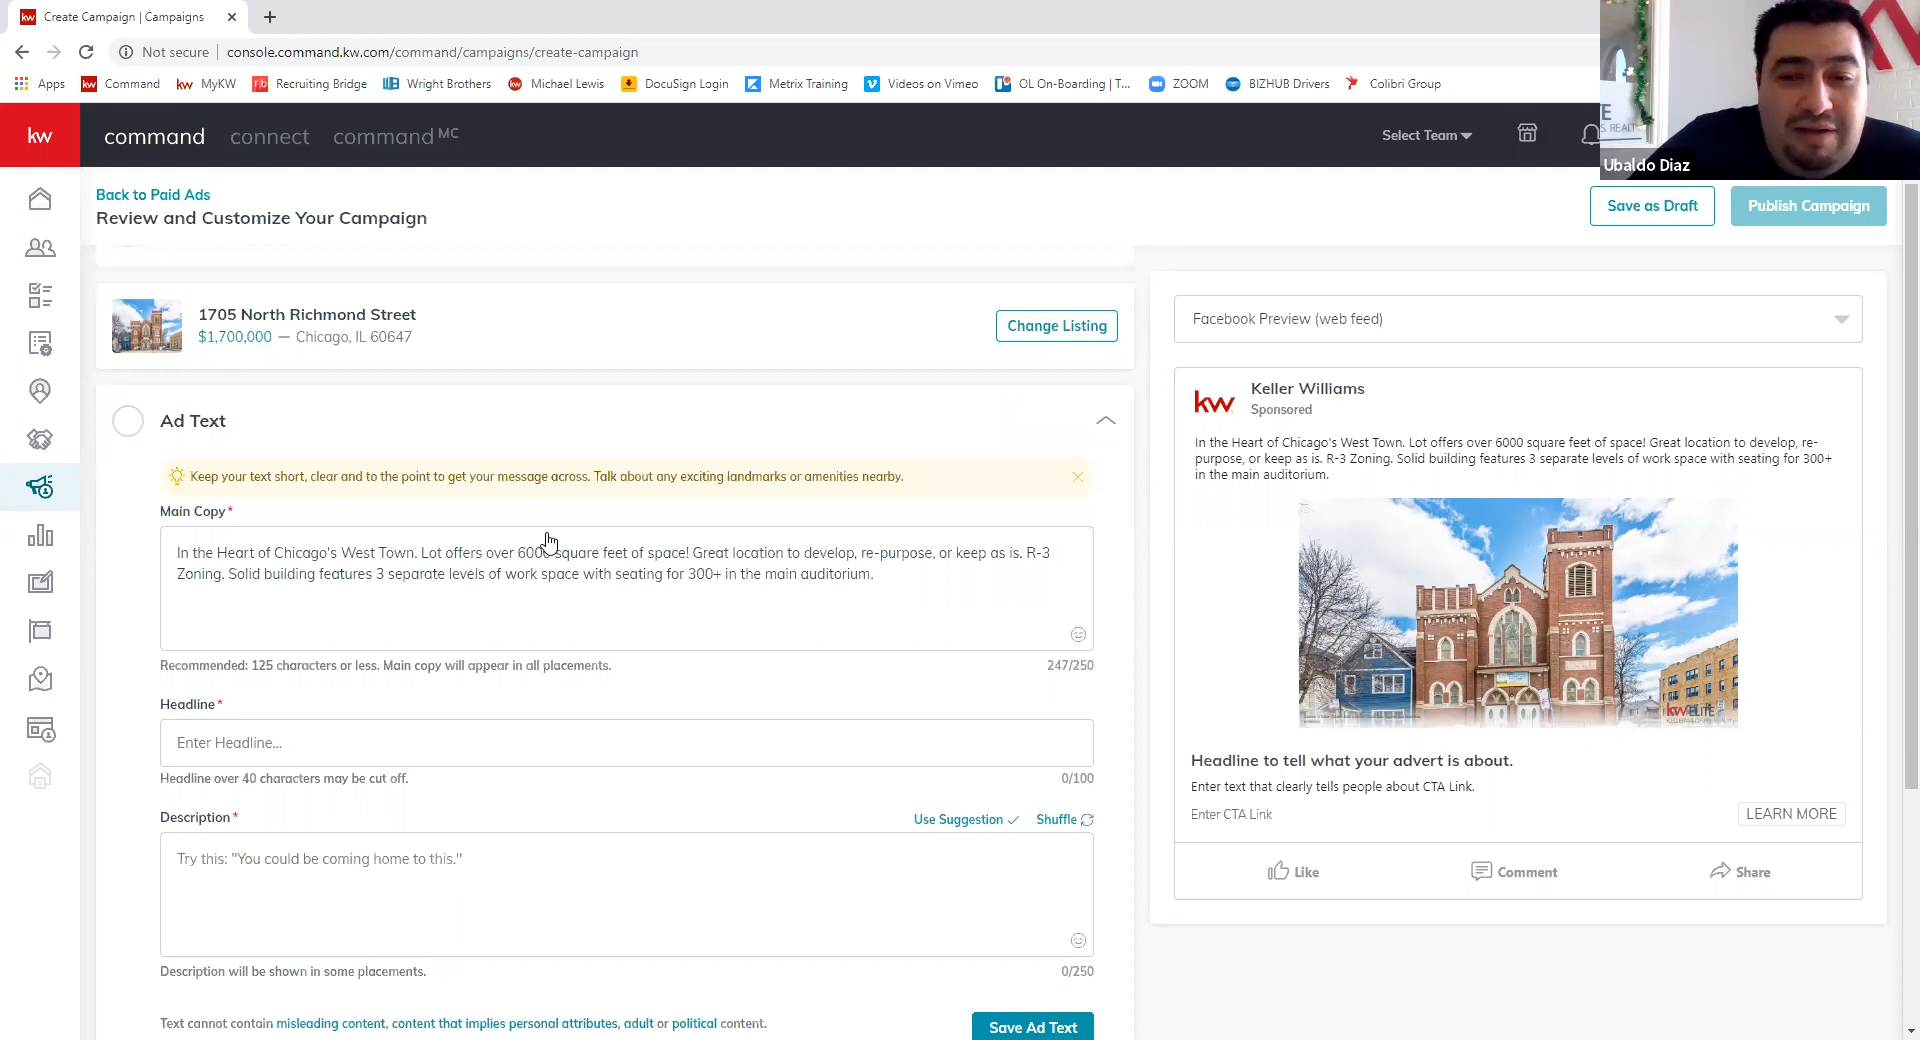 Create Campaign | Campaigns
Not secure
console.command.kw.com/command/campaigns/create-campaign
Apps
kw
Command
kw
MyKW
rb
Recruiting Bridge
Wright Brothers
kw
Michael Lewis
DocuSign Login
Metrix Training
Videos on Vimeo
OL On-Boarding | T...
ZOOM
BIZHUB Drivers
Colibri Group
kw
command
connect
command MC
Select Team
Ubaldo Diaz
Back to Paid Ads
Review and Customize Your Campaign
Save as Draft
Publish Campaign
1705 North Richmond Street
$1,700,000 — Chicago, IL 60647
Change Listing
Ad Text
Keep your text short, clear and to the point to get your message across. Talk about any exciting landmarks or amenities nearby.
Main Copy*
In the Heart of Chicago's West Town. Lot offers over 6000 square feet of space! Great location to develop, re-purpose, or keep as is. R-3
Zoning. Solid building features 3 separate levels of work space with seating for 300+ in the main auditorium.
Recommended: 125 characters or less. Main copy will appear in all placements.
247/250
Headline*
Enter Headline...
Headline over 40 characters may be cut off.
0/100
Description*
Use Suggestion
Shuffle
Try this: "You could be coming home to this."
Description will be shown in some placements.
0/250
Text cannot contain misleading content, content that implies personal attributes, adult or political content.
Save Ad Text
Facebook Preview (web feed)
kw
Keller Williams
Sponsored
In the Heart of Chicago's West Town. Lot offers over 6000 square feet of space! Great location to develop, re-
purpose, or keep as is. R-3 Zoning. Solid building features 3 separate levels of work space with seating for 300+
in the main auditorium.
kw ELITE
Headline to tell what your advert is about.
Enter text that clearly tells people about CTA Link.
Enter CTA Link
LEARN MORE
Like
Comment
Share